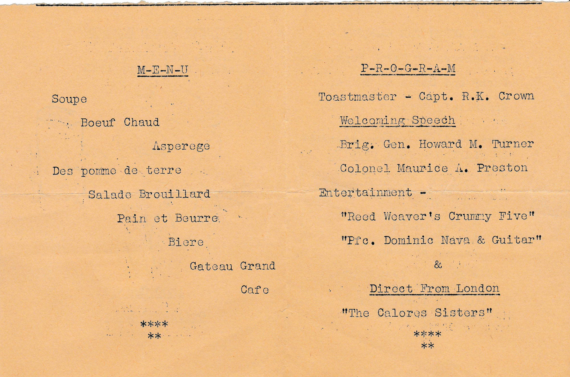 M-E-N-U
Soupe
Boeuf Chaud
Asperege
Des pomme de terre
Salade Brouillard
Pain et Beurre
Biere
Gateau Grand
Cafe
****
**
P-R-O-G-R-A-M
Toastmaster - Capt. R.K. Crown
Welcoming Speech
Brig. Gen. Howard M. Turner
Colonel Maurice A. Preston
Entertainment -
"Reed Weaver's Crummy Five"
"Pfc. Dominic Nava & Guitar"
&
Direct From London
"The Calores Sisters"
****
**